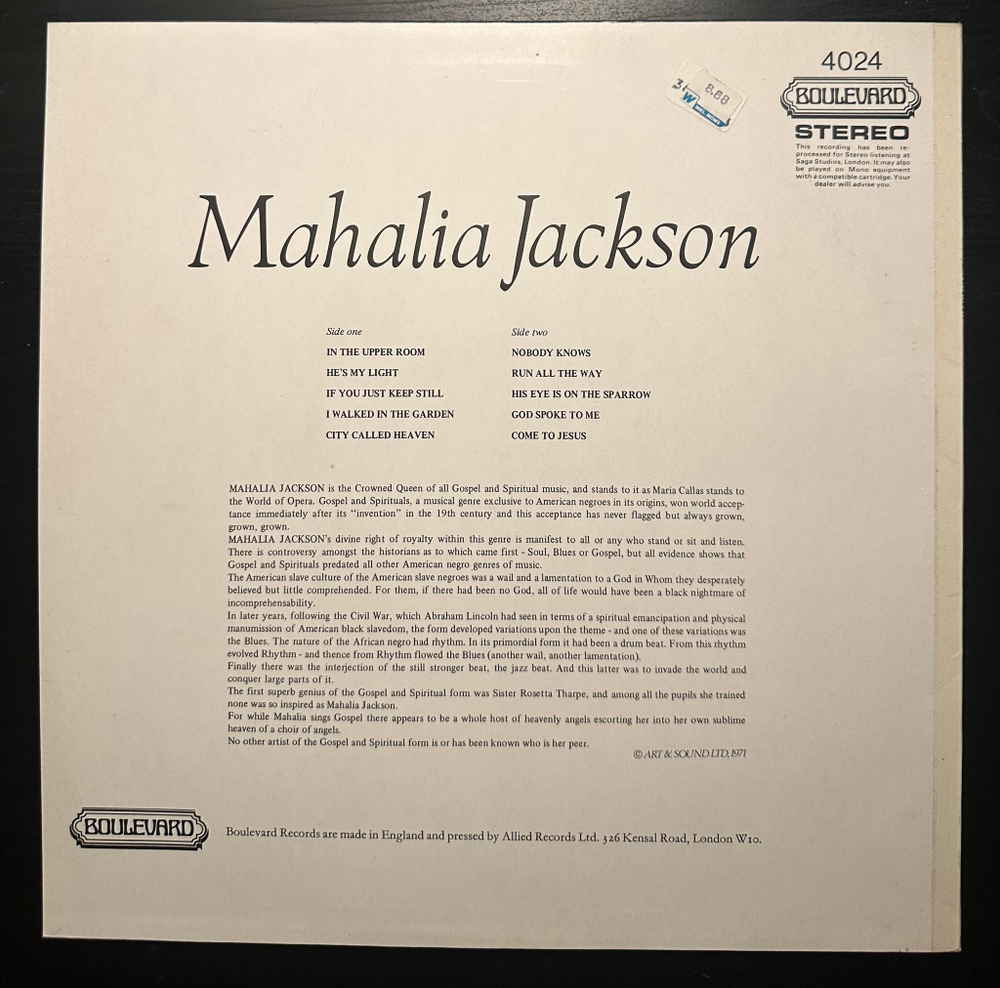 4024
BOULEVARD
STEREO
This recording has been re-
processed for Stereo listening at
Saga Studios, London. It may also
be played on Mono equipment
with a compatible cartridge. Your
dealer will advise you.
8.88
W
Mahalia Jackson
Side one
IN THE UPPER ROOM
HE'S MY LIGHT
IF YOU JUST KEEP STILL
I WALKED IN THE GARDEN
CITY CALLED HEAVEN
Side two
NOBODY KNOWS
RUN ALL THE WAY
HIS EYE IS ON THE SPARROW
GOD SPOKE TO ME
COME TO JESUS
MAHALIA JACKSON is the Crowned Queen of all Gospel and Spiritual music, and stands to it as Maria Callas stands to
the World of Opera. Gospel and Spirituals, a musical genre exclusive to American negroes in its origins, won world accep-
tance immediately after its "invention" in the 19th century and this acceptance has never flagged but always grown,
grown, grown.
MAHALIA JACKSON's divine right of royalty within this genre is manifest to all or any who stand or sit and listen.
There is controversy amongst the historians as to which came first - Soul, Blues or Gospel, but all evidence shows that
Gospel and Spirituals predated all other American negro genres of music.
The American slave culture of the American slave negroes was a wail and a lamentation to a God in Whom they desperately
believed but little comprehended. For them, if there had been no God, all of life would have been a black nightmare of
incomprehensability.
In later years, following the Civil War, which Abraham Lincoln had seen in terms of a spiritual emancipation and physical
manumission of American black slavedom, the form developed variations upon the theme - and one of these variations was
the Blues. The nature of the African negro had rhythm. In its primordial form it had been a drum beat. From this rhythm
evolved Rhythm - and thence from Rhythm flowed the Blues (another wail, another lamentation).
Finally there was the interjection of the still stronger beat, the jazz beat. And this latter was to invade the world and
conquer large parts of it.
The first superb genius of the Gospel and Spiritual form was Sister Rosetta Tharpe, and among all the pupils she trained
none was so inspired as Mahalia Jackson.
For while Mahalia sings Gospel there appears to be a whole host of heavenly angels escorting her into her own sublime
heaven of a choir of angels.
No other artist of the Gospel and Spiritual form is or has been known who is her peer.
© ART & SOUND LTD, 1971
BOULEVARD
Boulevard Records are made in England and pressed by Allied Records Ltd. 326 Kensal Road, London W10.